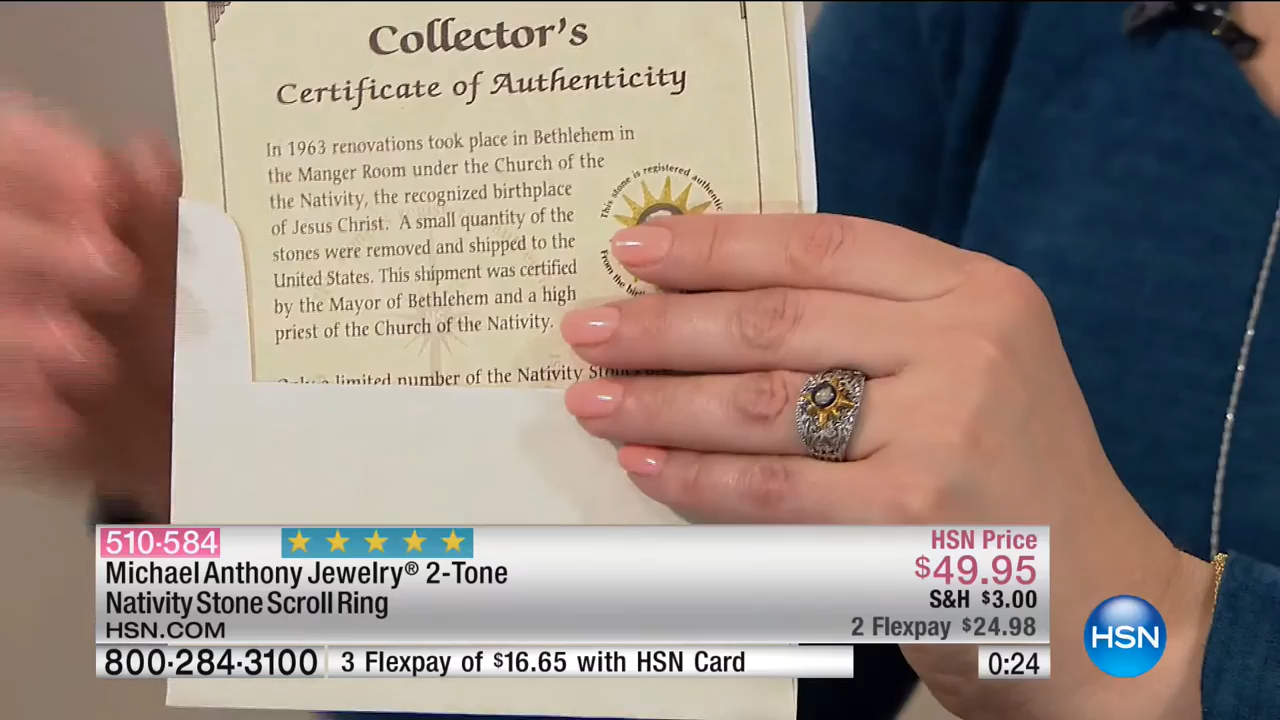 Collector's
Certificate of Authenticity
In 1963 renovations took place in Bethlehem in
the Manger Room under the Church of the
the Nativity, the recognized birthplace
of Jesus Christ. A small quantity of the
stones were removed and shipped to the
United States. This shipment was certified
by the Mayor of Bethlehem and a high
priest of the Church of the Nativity.
Only a limited number of the Nativity
This stone is registered
From the
510-584
Michael Anthony Jewelry® 2-Tone
Nativity Stone Scroll Ring
HSN.COM
HSN Price
$49.95
S&H $3.00
2 Flexpay $24.98
800·284·3100
3 Flexpay of $16.65 with HSN Card
0:24
HSN